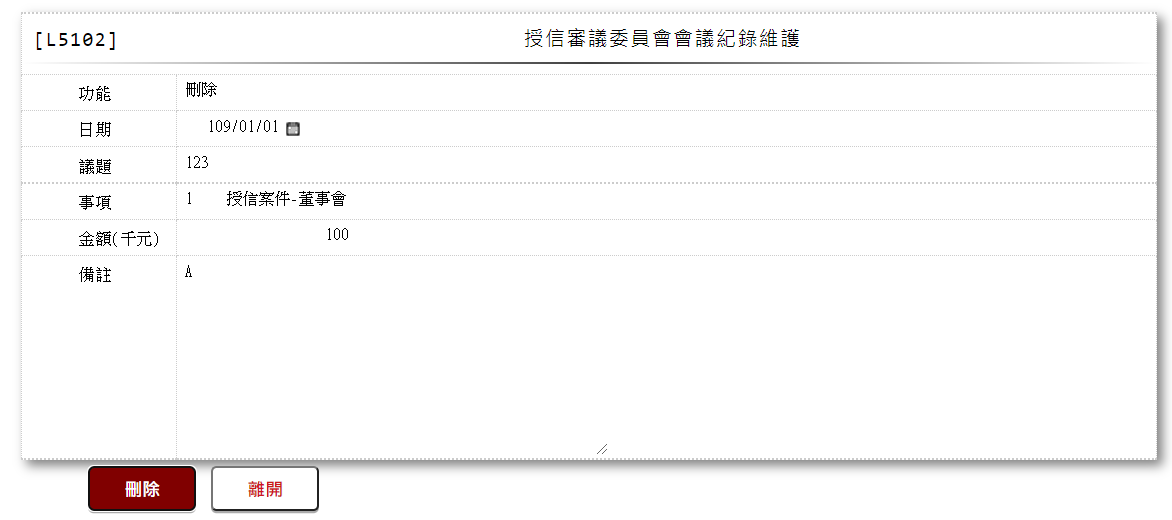 [L5102] 授信審議委員會會議紀錄維護
功能 刪除
日期 109/01/01
議題 123
事項 1 授信案件-董事會
金額(千元) 100
備註 A
刪除 離開